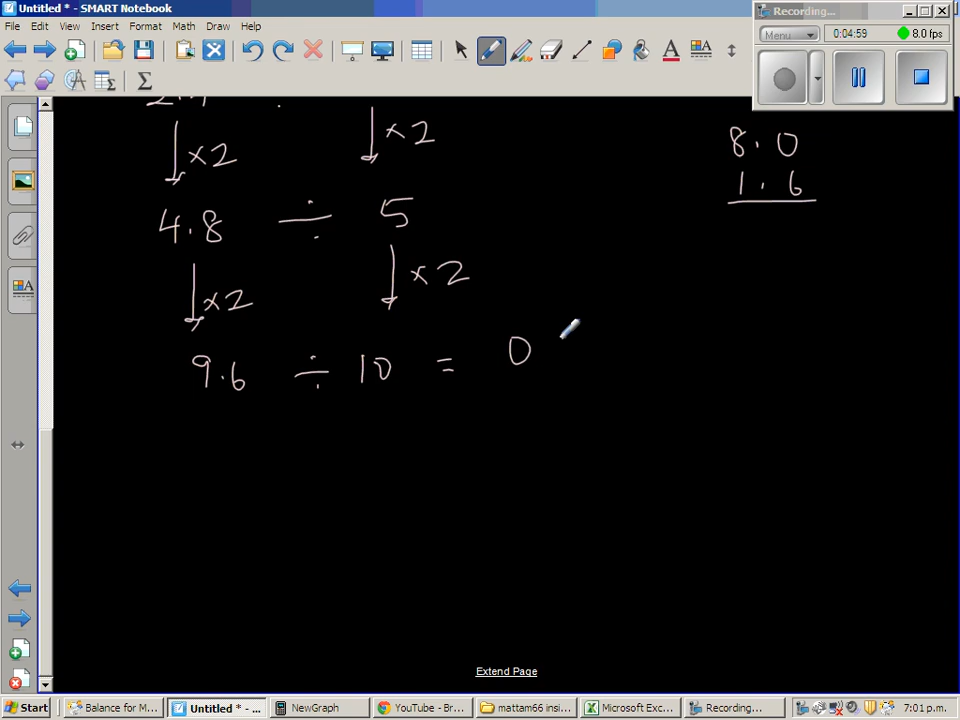 Untitled * - SMART Notebook
Recording...
File Edit View Insert Format Math Draw Help
Menu 0:04:59 8.0 fps
×2 ×2
8.0
1.6
4.8 ÷ 5
×2 ×2
9.6 ÷ 10 = 0
Extend Page
Start Balance for M... Untitled * - ... NewGraph YouTube - Br... mattam66 insi... Microsoft Exc... Recording... 7:01 p.m.